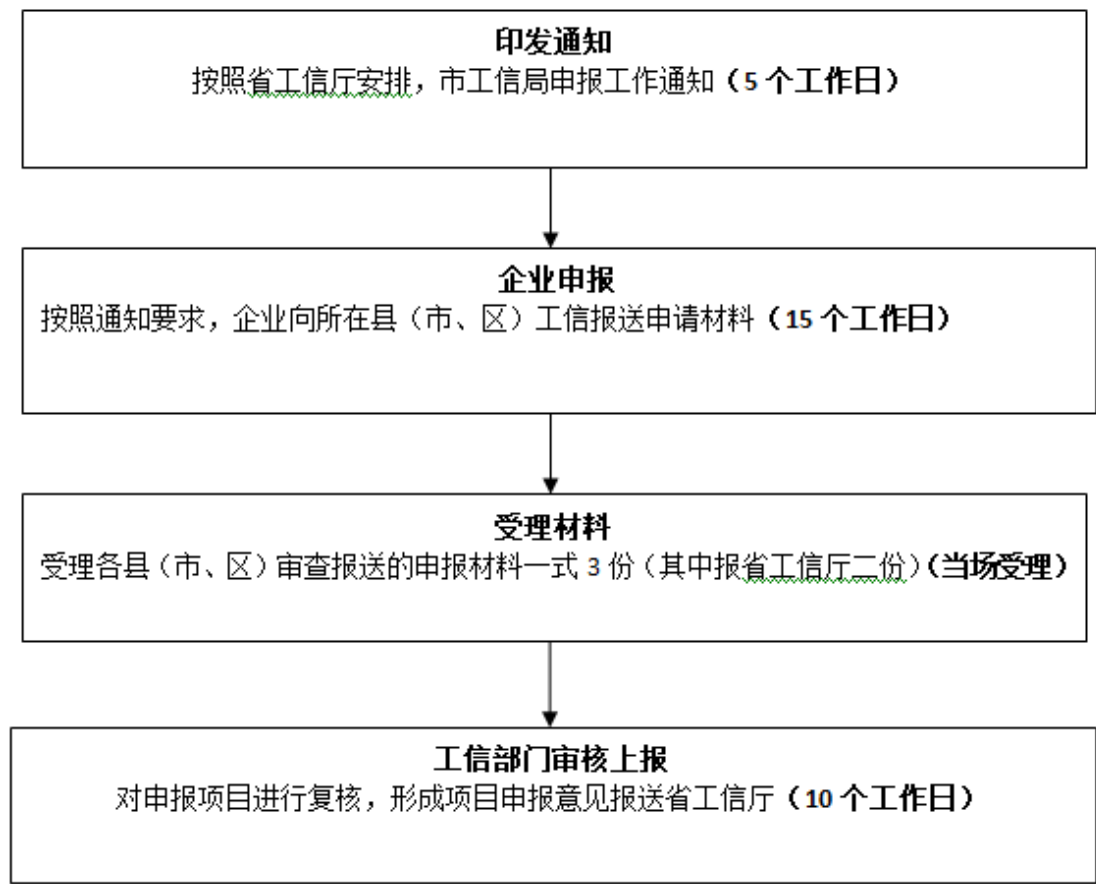 印发通知
按照省工信厅安排，市工信局申报工作通知（5 个工作日）
企业申报
按照通知要求，企业向所在县（市、区）工信报送申请材料（15 个工作日）
受理材料
受理各县（市、区）审查报送的申报材料一式 3 份（其中报省工信厅二份）(当场受理)
工信部门审核上报
对申报项目进行复核，形成项目申报意见报送省工信厅（10 个工作日）